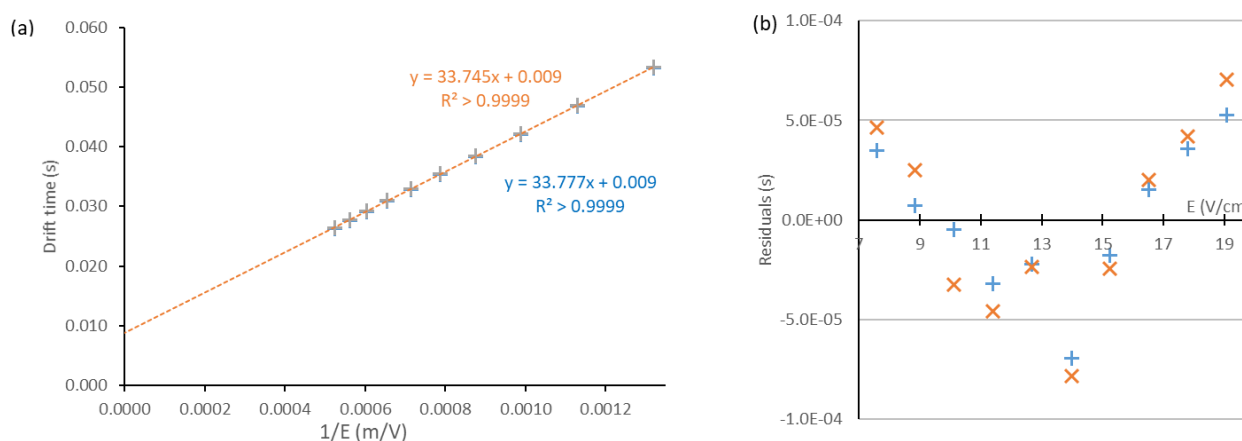 (a)
0.060
0.050
0.040
0.030
0.020
0.010
0.000
Drift time (s)
y = 33.745x + 0.009
R² > 0.9999
y = 33.777x + 0.009
R² > 0.9999
0.0000 0.0002 0.0004 0.0006 0.0008 0.0010 0.0012
1/E (m/V)
(b)
1.0E-04
5.0E-05
0.0E+00
-5.0E-05
-1.0E-04
Residuals (s)
E (V/cm
7 9 11 13 15 17 19